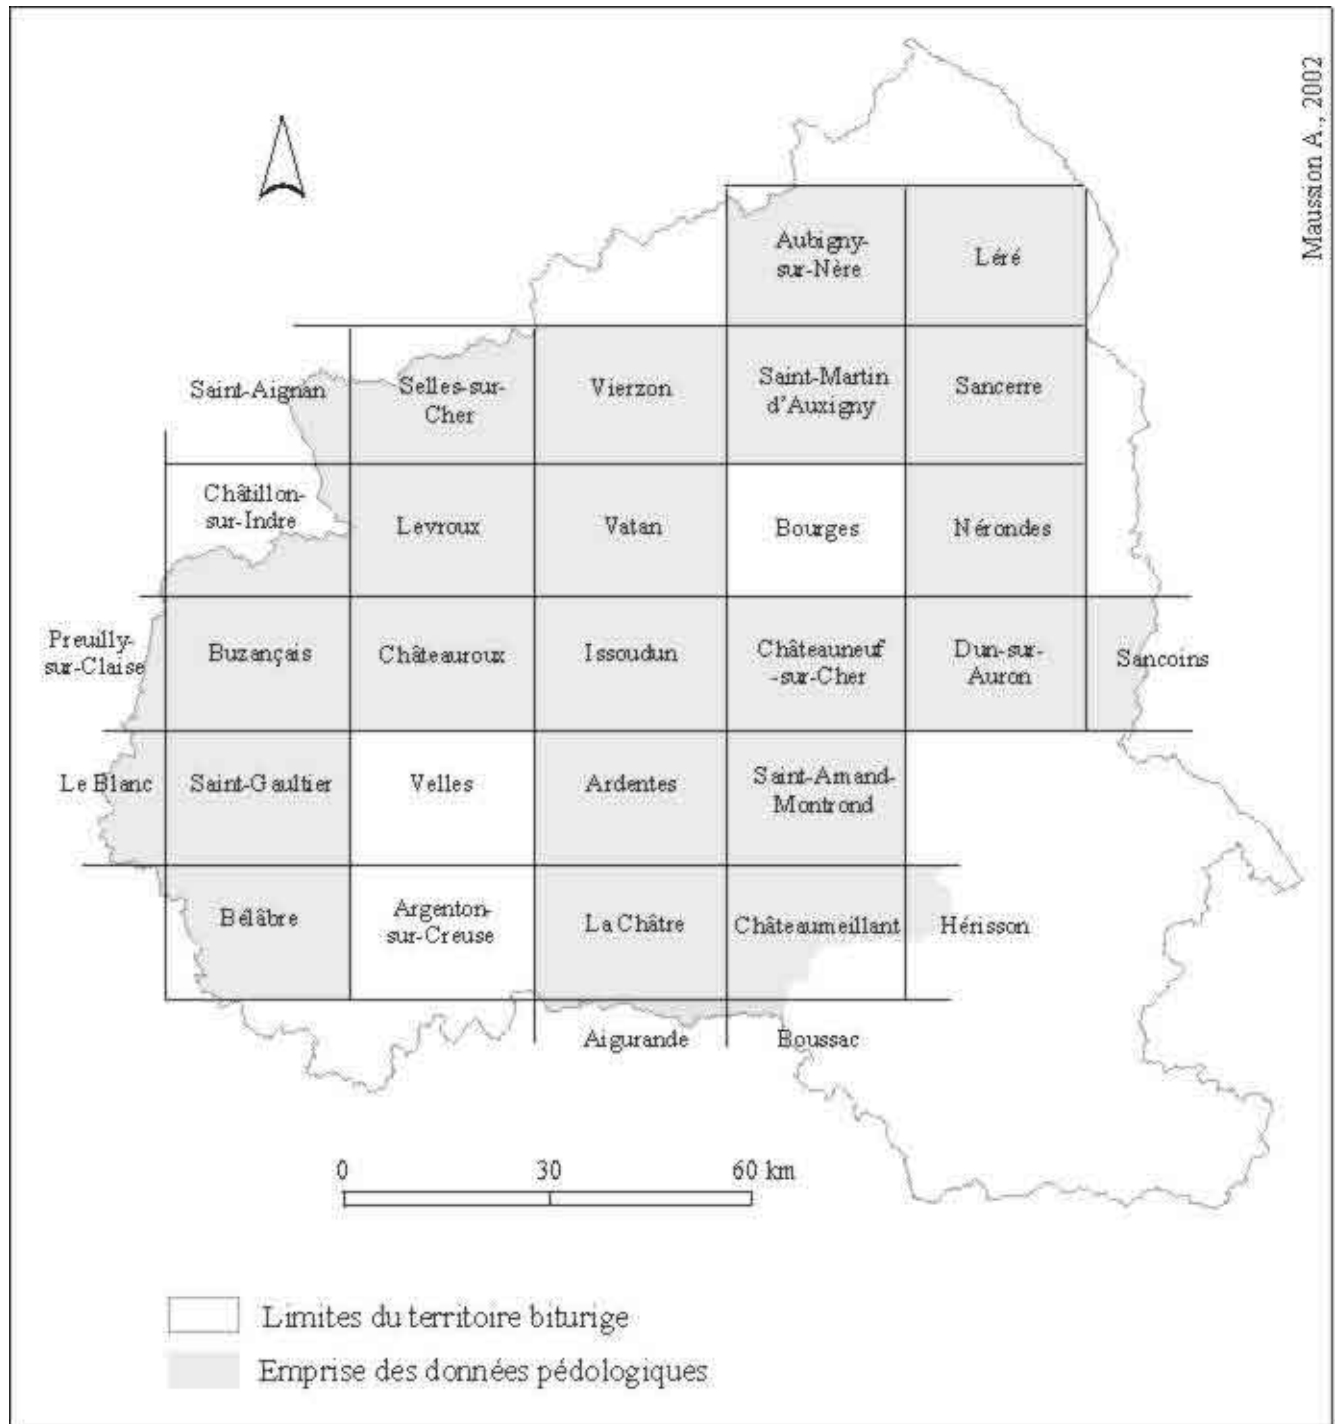 Maussion A., 2002
Aubigny-
sur-Nère
Léré
Saint-Aignan
Selles-sur-
Cher
Vierzon
Saint-Martin
d'Auxigny
Sancerre
Châtillon-
sur-Indre
Levroux
Vatan
Bourges
Nérondes
Preuilly-
sur-Claise
Buzançais
Châteauroux
Issoudun
Châteauneuf
-sur-Cher
Dun-sur-
Auron
Sancoins
Le Blanc
Saint-Gaultier
Velles
Ardentes
Saint-Amand-
Montrond
Bélâbre
Argenton-
sur-Creuse
La Châtre
Châteaumeillant
Hérisson
Aigurande
Boussac
0 30 60 km
Limites du territoire biturige
Emprise des données pédologiques